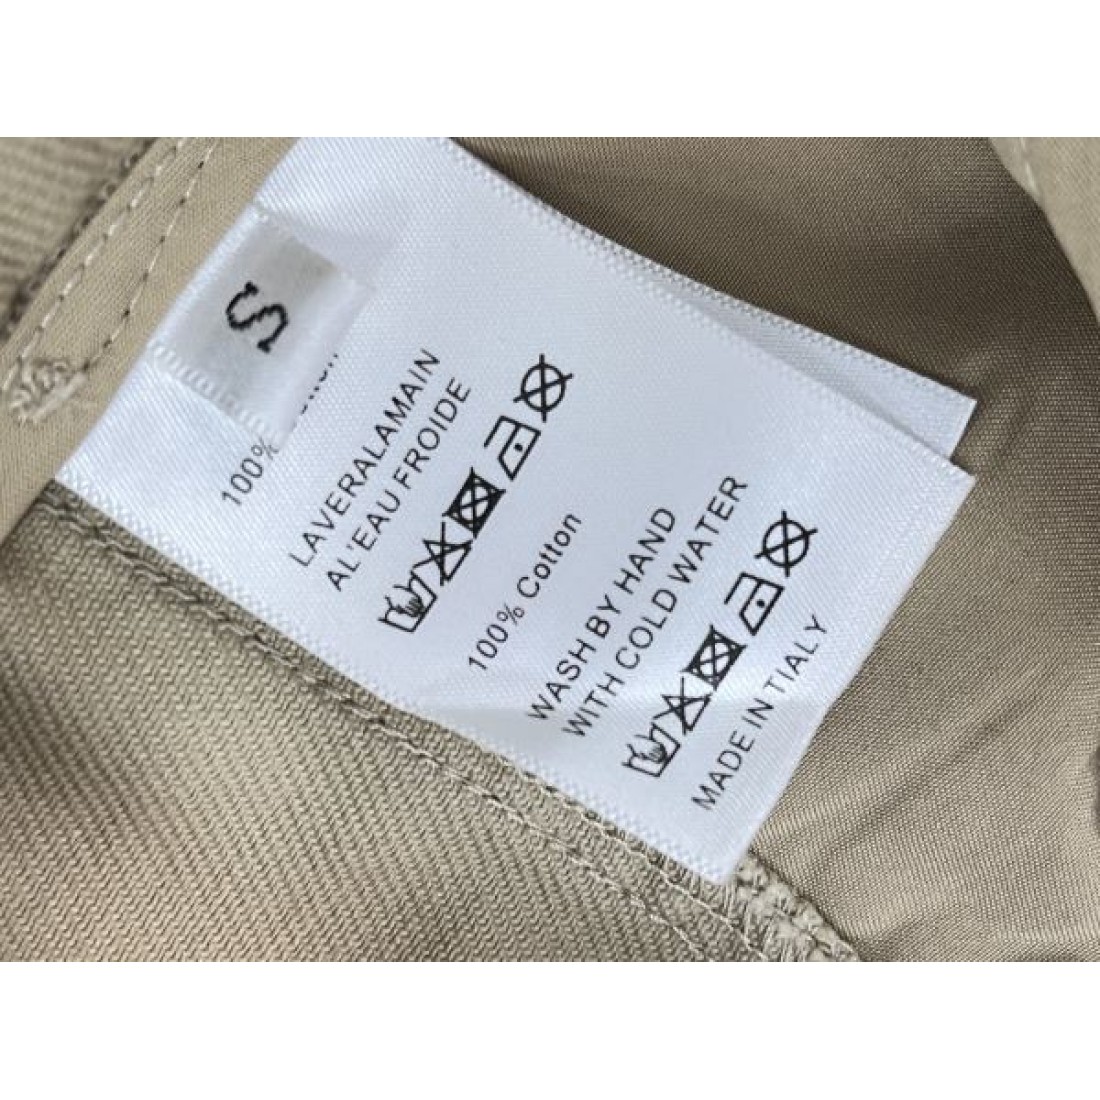 S
100%
LAVERALAMAIN
AL'EAU FROIDE
100% Cotton
WASH BY HAND
WITH COLD WATER
MADE IN TIALY